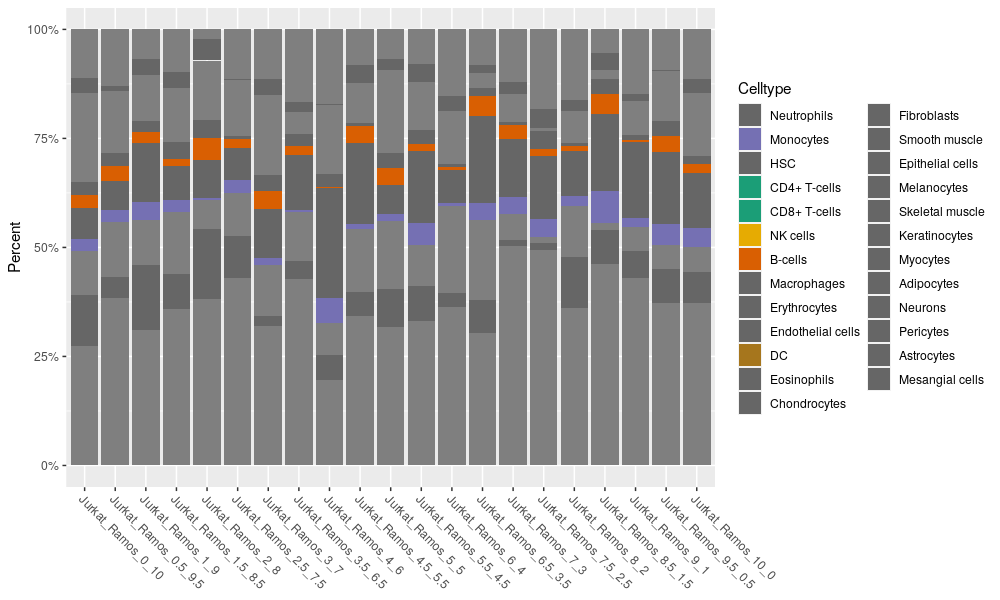 100%
75%
50%
25%
0%
Percent
Jurkat_Ramos_0_10
Jurkat_Ramos_0.5_9.5
Jurkat_Ramos_1_9
Jurkat_Ramos_1.5_8.5
Jurkat_Ramos_2_8
Jurkat_Ramos_2.5_7.5
Jurkat_Ramos_3_7
Jurkat_Ramos_3.5_6.5
Jurkat_Ramos_4_6
Jurkat_Ramos_4.5_5.5
Jurkat_Ramos_5_5
Jurkat_Ramos_5.5_4.5
Jurkat_Ramos_6_4
Jurkat_Ramos_6.5_3.5
Jurkat_Ramos_7_3
Jurkat_Ramos_7.5_2.5
Jurkat_Ramos_8_2
Jurkat_Ramos_8.5_1.5
Jurkat_Ramos_9_1
Jurkat_Ramos_9.5_0.5
Jurkat_Ramos_10_0
Celltype
Neutrophils
Monocytes
HSC
CD4+ T-cells
CD8+ T-cells
NK cells
B-cells
Macrophages
Erythrocytes
Endothelial cells
DC
Eosinophils
Chondrocytes
Fibroblasts
Smooth muscle
Epithelial cells
Melanocytes
Skeletal muscle
Keratinocytes
Myocytes
Adipocytes
Neurons
Pericytes
Astrocytes
Mesangial cells